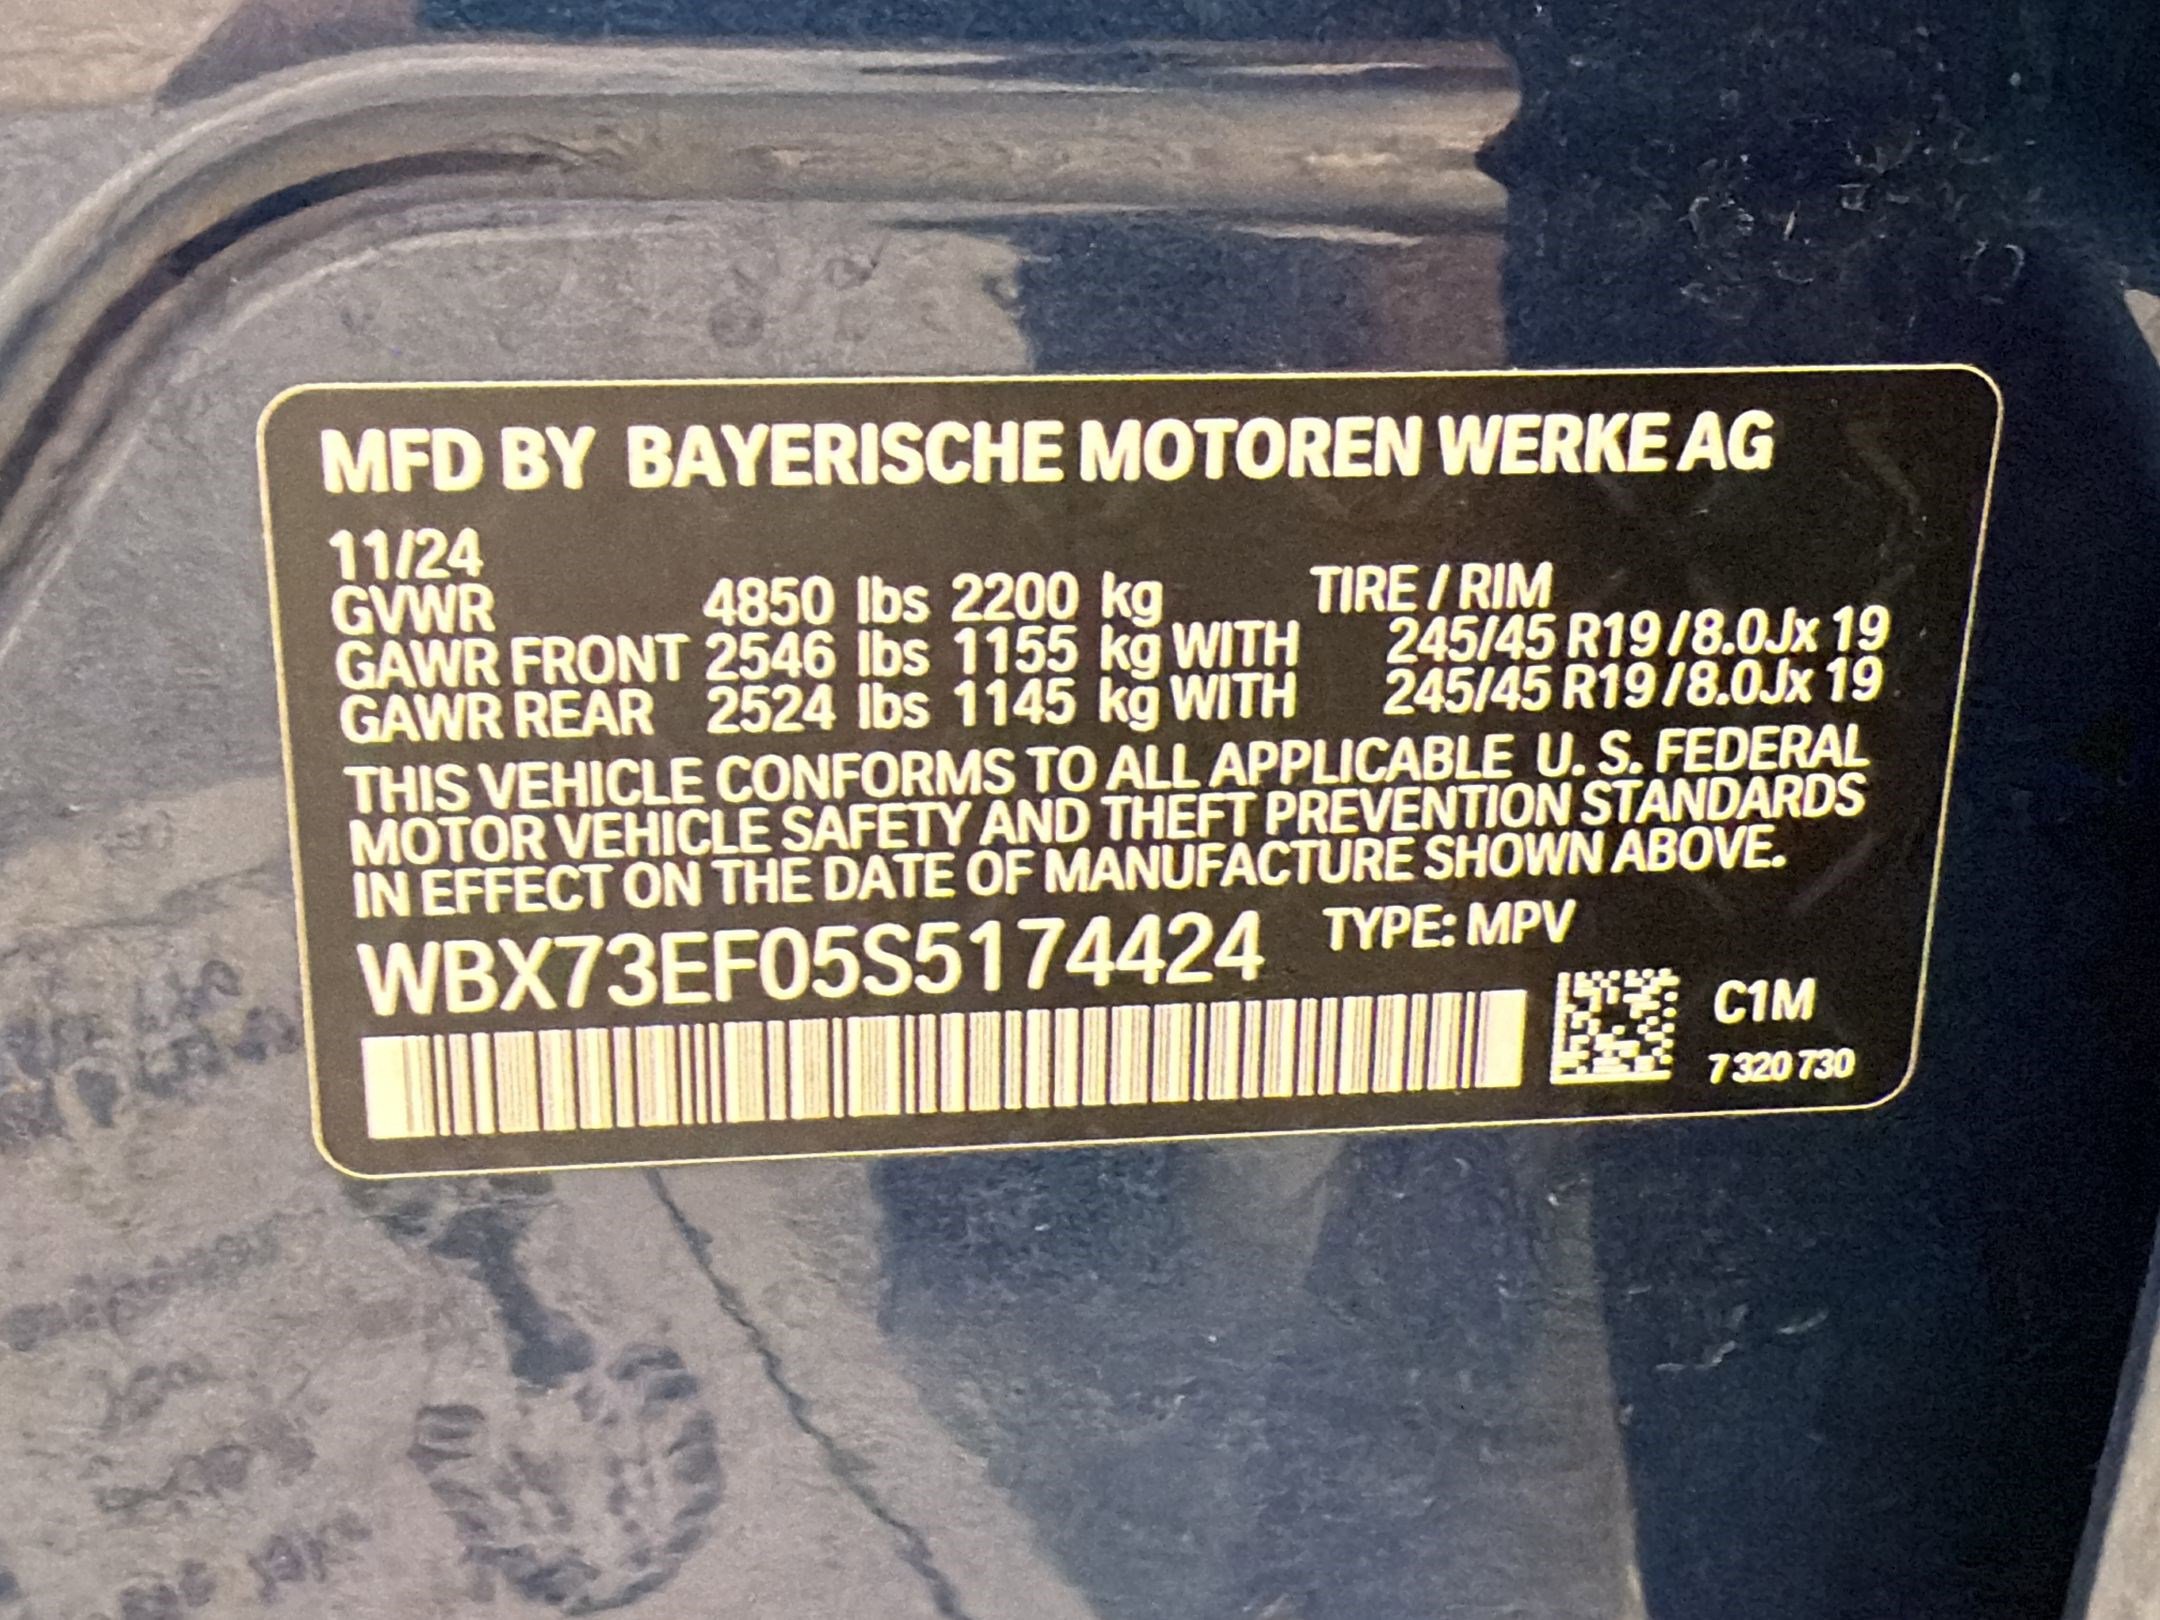 MFD BY BAYERISCHE MOTOREN WERKE AG
11/24
GVWR 4850 lbs 2200 kg TIRE / RIM
GAWR FRONT 2546 lbs 1155 kg WITH 245/45 R19 /8.0Jx 19
GAWR REAR 2524 lbs 1145 kg WITH 245/45 R19 /8.0Jx 19
THIS VEHICLE CONFORMS TO ALL APPLICABLE U. S. FEDERAL
MOTOR VEHICLE SAFETY AND THEFT PREVENTION STANDARDS
IN EFFECT ON THE DATE OF MANUFACTURE SHOWN ABOVE.
WBX73EF05S5174424 TYPE: MPV
C1M
7 320 730